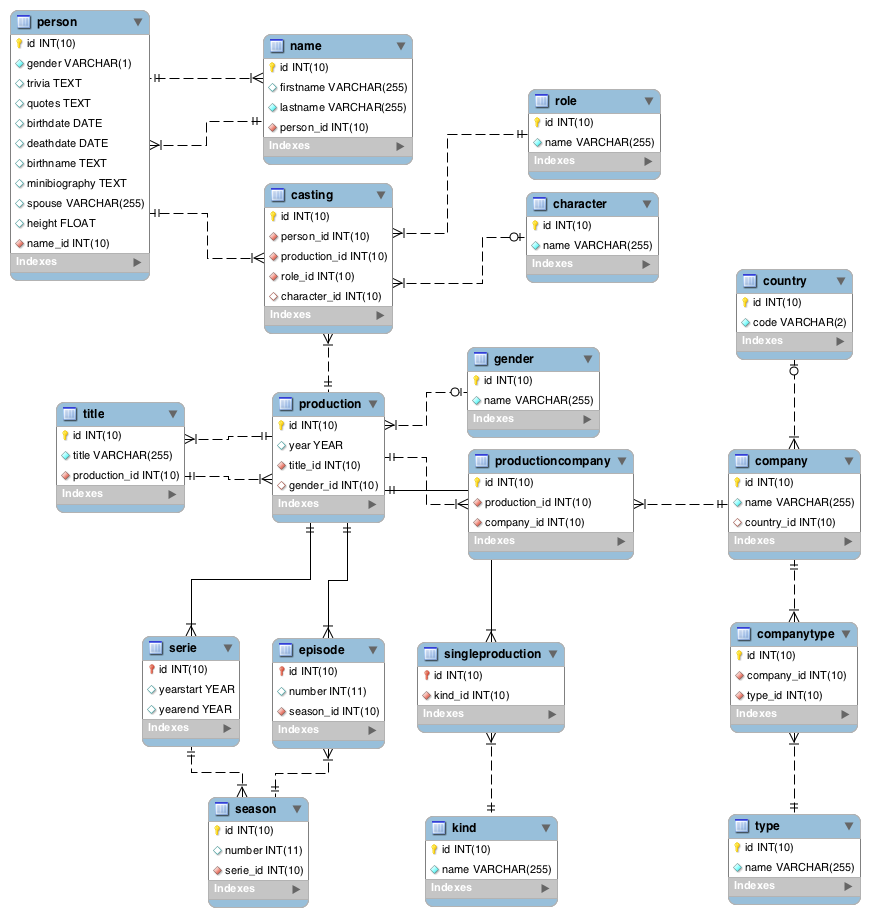 person
id INT(10)
gender VARCHAR(1)
trivia TEXT
quotes TEXT
birthdate DATE
deathdate DATE
birthname TEXT
minibiography TEXT
spouse VARCHAR(255)
height FLOAT
name_id INT(10)
Indexes
name
id INT(10)
firstname VARCHAR(255)
lastname VARCHAR(255)
person_id INT(10)
Indexes
role
id INT(10)
name VARCHAR(255)
Indexes
casting
id INT(10)
person_id INT(10)
production_id INT(10)
role_id INT(10)
character_id INT(10)
Indexes
character
id INT(10)
name VARCHAR(255)
Indexes
country
id INT(10)
code VARCHAR(2)
Indexes
gender
id INT(10)
name VARCHAR(255)
Indexes
title
id INT(10)
title VARCHAR(255)
production_id INT(10)
Indexes
production
id INT(10)
year YEAR
title_id INT(10)
gender_id INT(10)
Indexes
productioncompany
id INT(10)
production_id INT(10)
company_id INT(10)
Indexes
company
id INT(10)
name VARCHAR(255)
country_id INT(10)
Indexes
serie
id INT(10)
yearstart YEAR
yearend YEAR
Indexes
episode
id INT(10)
number INT(11)
season_id INT(10)
Indexes
singleproduction
id INT(10)
kind_id INT(10)
Indexes
companytype
id INT(10)
company_id INT(10)
type_id INT(10)
Indexes
season
id INT(10)
number INT(11)
serie_id INT(10)
Indexes
kind
id INT(10)
name VARCHAR(255)
Indexes
type
id INT(10)
name VARCHAR(255)
Indexes